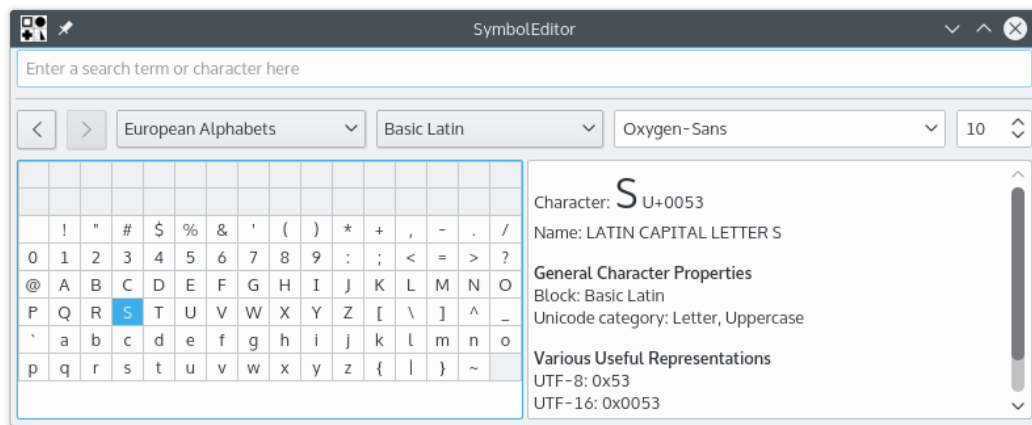 SymbolEditor
Enter a search term or character here
European Alphabets Basic Latin Oxygen-Sans 10
! " # $ % & ' ( ) * + , - . /
0 1 2 3 4 5 6 7 8 9 : ; < = > ?
@ A B C D E F G H I J K L M N O
P Q R S T U V W X Y Z [ \ ] ^ _
` a b c d e f g h i j k l m n o
p q r s t u v w x y z { | } ~
Character: S U+0053
Name: LATIN CAPITAL LETTER S
General Character Properties
Block: Basic Latin
Unicode category: Letter, Uppercase
Various Useful Representations
UTF-8: 0x53
UTF-16: 0x0053